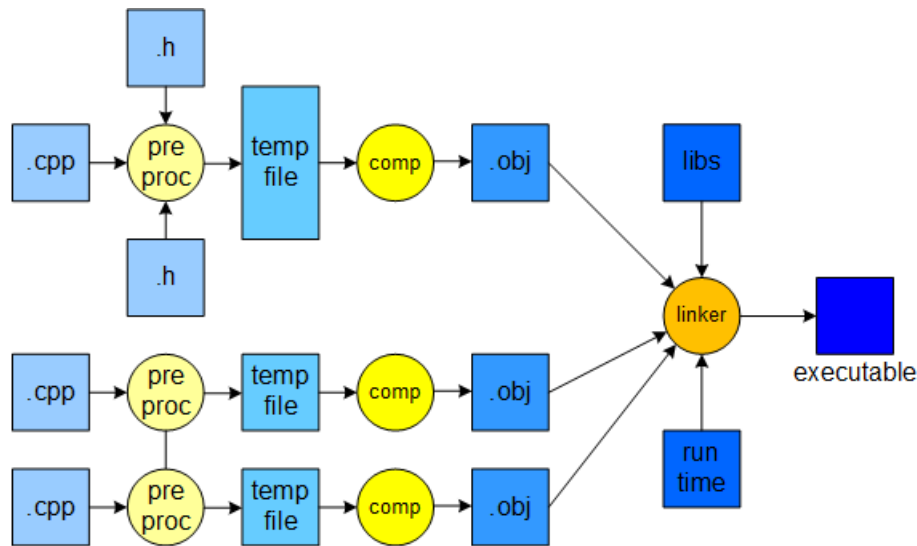 .h
.cpp
pre
proc
temp
file
comp
.obj
libs
.h
linker
executable
.cpp
pre
proc
temp
file
comp
.obj
run
time
.cpp
pre
proc
temp
file
comp
.obj